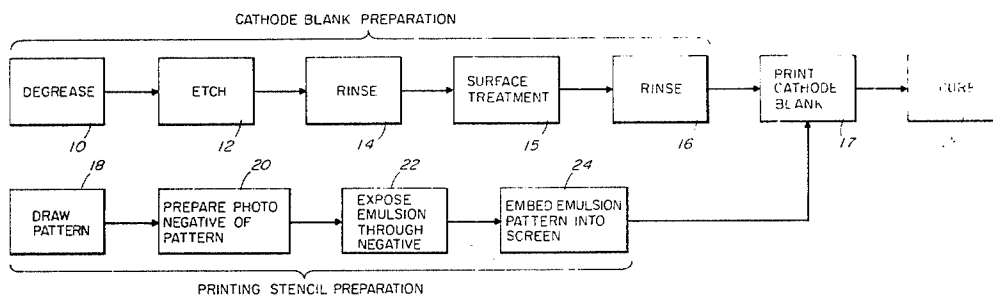 CATHODE BLANK PREPARATION
DEGREASE
ETCH
RINSE
SURFACE
TREATMENT
RINSE
PRINT
CATHODE
BLANK
CURE
10
12
14
15
16
17
18
20
22
24
DRAW
PATTERN
PREPARE PHOTO
NEGATIVE OF
PATTERN
EXPOSE
EMULSION
THROUGH
NEGATIVE
EMBED EMULSION
PATTERN INTO
SCREEN
PRINTING STENCIL PREPARATION